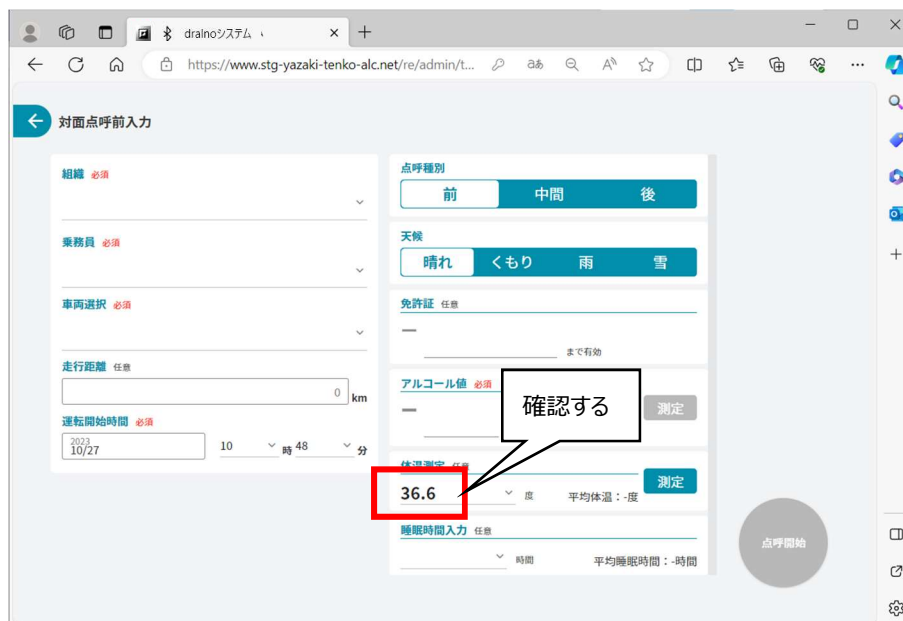 dralnoシステム
https://www.stg-yazaki-tenko-alc.net/re/admin/t...
対面点呼前入力
組織 必須
乗務員 必須
車両選択 必須
走行距離 任意
0 km
運転開始時間 必須
2023
10/27 10 時 48 分
点呼種別
前 中間 後
天候
晴れ くもり 雨 雪
免許証 任意
ー
まで有効
アルコール値 必須
ー 測定
確認する
体温測定 任意
36.6 度 平均体温：-度 測定
睡眠時間入力 任意
時間 平均睡眠時間：-時間
点呼開始